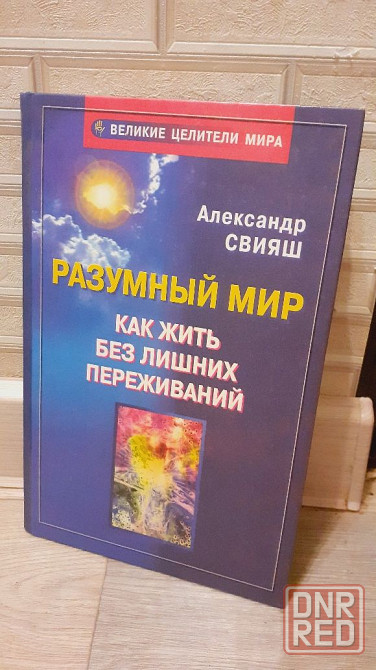 ВЕЛИКИЕ ЦЕЛИТЕЛИ МИРА
Александр
СВИЯШ
РАЗУМНЫЙ МИР
КАК ЖИТЬ
БЕЗ ЛИШНИХ
ПЕРЕЖИВАНИЙ
DNR
RED